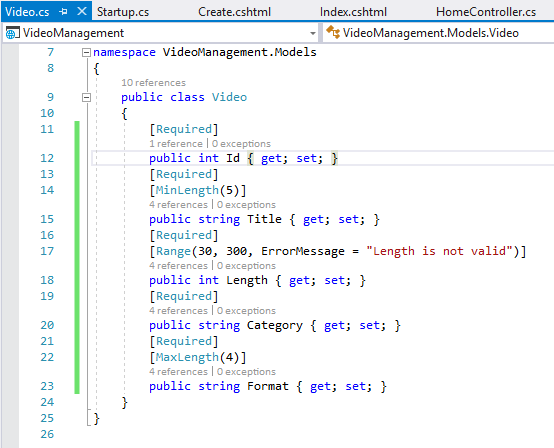 Video.cs Startup.cs Create.cshtml Index.cshtml HomeController.cs
VideoManagement VideoManagement.Models.Video
7 namespace VideoManagement.Models
8 {
10 references
9 public class Video
10 {
11 [Required]
1 reference | 0 exceptions
12 public int Id { get; set; }
13 [Required]
14 [MinLength(5)]
4 references | 0 exceptions
15 public string Title { get; set; }
16 [Required]
17 [Range(30, 300, ErrorMessage = "Length is not valid")]
4 references | 0 exceptions
18 public int Length { get; set; }
19 [Required]
4 references | 0 exceptions
20 public string Category { get; set; }
21 [Required]
22 [MaxLength(4)]
4 references | 0 exceptions
23 public string Format { get; set; }
24 }
25 }
26